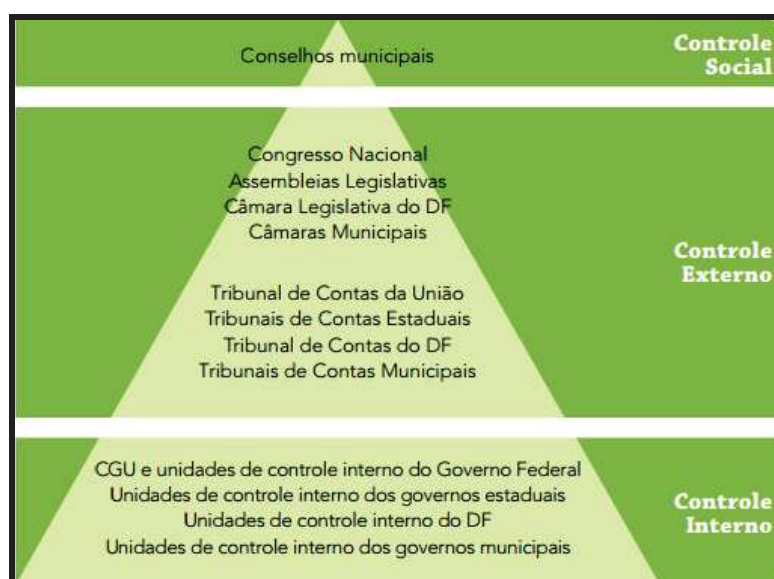 Conselhos municipais
Controle
Social
Congresso Nacional
Assembleias Legislativas
Câmara Legislativa do DF
Câmaras Municipais
Tribunal de Contas da União
Tribunais de Contas Estaduais
Tribunal de Contas do DF
Tribunais de Contas Municipais
Controle
Externo
CGU e unidades de controle interno do Governo Federal
Unidades de controle interno dos governos estaduais
Unidades de controle interno do DF
Unidades de controle interno dos governos municipais
Controle
Interno